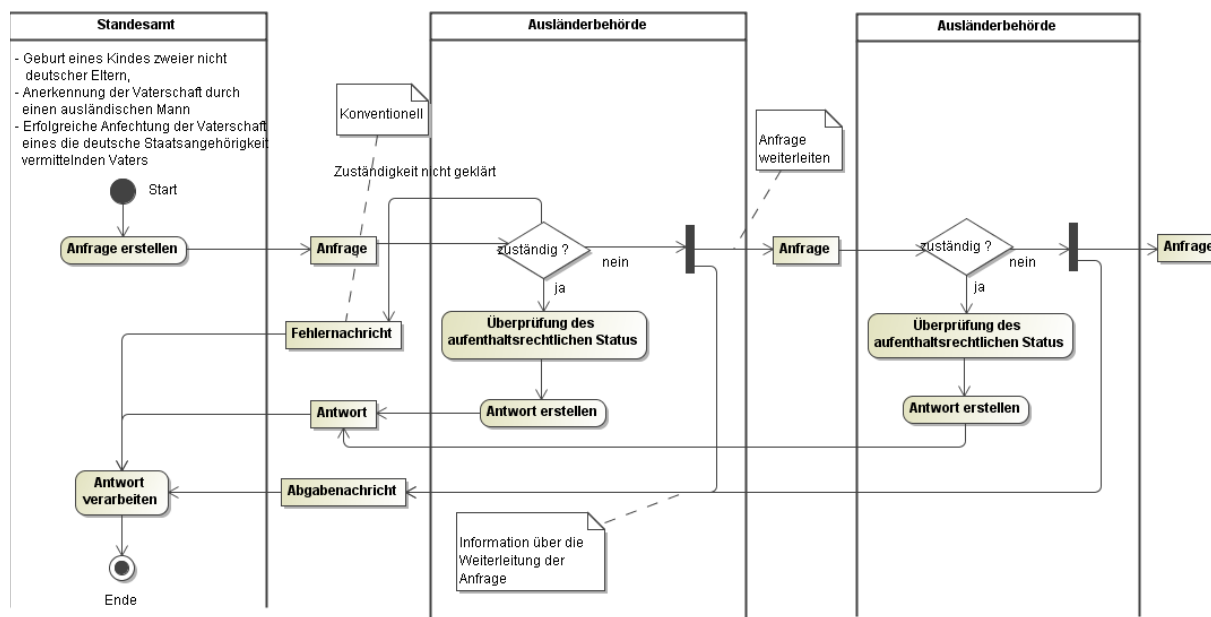 Standesamt
Ausländerbehörde
Ausländerbehörde
- Geburt eines Kindes zweier nicht
deutscher Eltern,
- Anerkennung der Vaterschaft durch
einen ausländischen Mann
- Erfolgreiche Anfechtung der Vaterschaft
eines die deutsche Staatsangehörigkeit
vermittelnden Vaters
Konventionell
Anfrage
weiterleiten
Zuständigkeit nicht geklärt
Start
Anfrage erstellen
Anfrage
zuständig ?
nein
ja
Anfrage
zuständig ?
nein
ja
Anfrage
Fehlernachricht
Überprüfung des
aufenthaltsrechtlichen Status
Überprüfung des
aufenthaltsrechtlichen Status
Antwort
Antwort erstellen
Antwort erstellen
Antwort
verarbeiten
Abgabenachricht
Information über die
Weiterleitung der
Anfrage
Ende